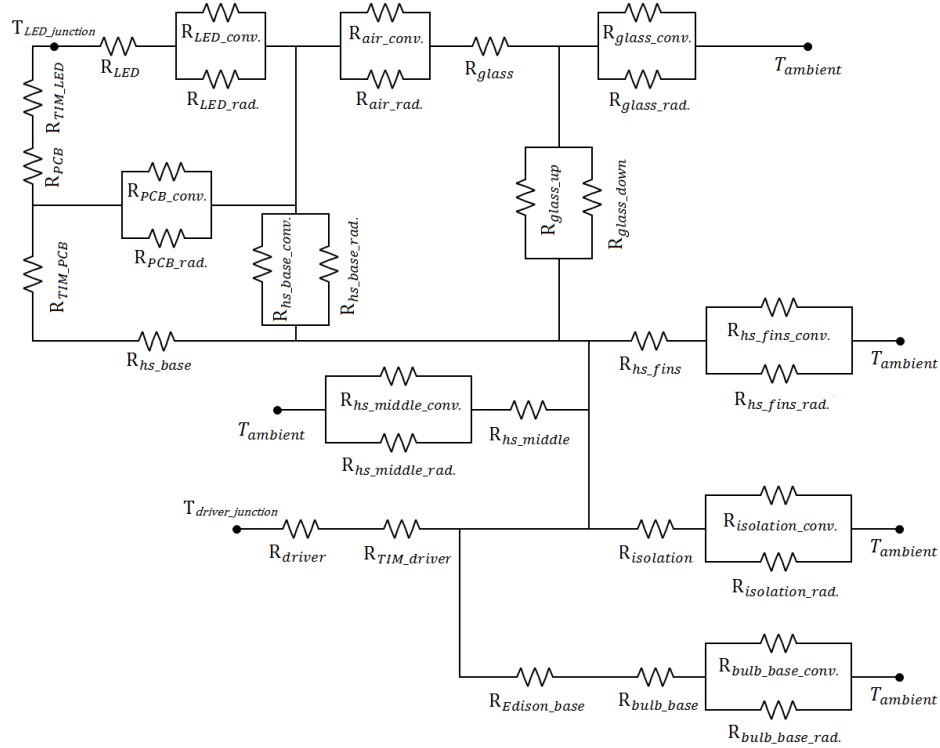 T_LED_junction
R_LED
R_LED_conv.
R_LED_rad.
R_air_conv.
R_air_rad.
R_glass
R_glass_conv.
R_glass_rad.
T_ambient
R_TIM_LED
R_PCB
R_PCB_conv.
R_PCB_rad.
R_TIM_PCB
R_hs_base_conv.
R_hs_base_rad.
R_glass_up
R_glass_down
R_hs_base
R_hs_fins
R_hs_fins_conv.
R_hs_fins_rad.
T_ambient
T_ambient
R_hs_middle_conv.
R_hs_middle_rad.
R_hs_middle
T_driver_junction
R_driver
R_TIM_driver
R_isolation
R_isolation_conv.
R_isolation_rad.
T_ambient
R_Edison_base
R_bulb_base
R_bulb_base_conv.
R_bulb_base_rad.
T_ambient